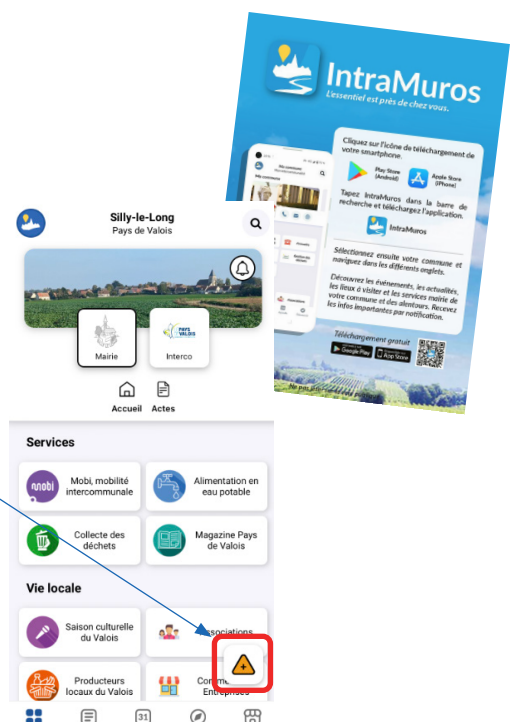 IntraMuros
L'essentiel est près de chez vous.
Cliquez sur l'icône de téléchargement de
votre smartphone.
Play Store
(Android)
Apple Store
(iPhone)
Tapez IntraMuros dans la barre de
recherche et téléchargez l'application.
IntraMuros
Sélectionnez ensuite votre commune et
naviguez dans les différents onglets.
Découvrez les événements, les actualités,
les lieux à visiter et les services mairie de
votre commune et des alentours. Recevez
les infos importantes par notification.
Téléchargement gratuit
Google Play
App Store
Ne pas
Silly-le-Long
Pays de Valois
PAYS
VALOIS
Mairie
Interco
Accueil
Actes
Services
mobi
Mobi, mobilité
intercommunale
Alimentation en
eau potable
Collecte des
déchets
Magazine Pays
de Valois
Vie locale
Saison culturelle
du Valois
ssociations
Producteurs
locaux du Valois
Entreprises
31